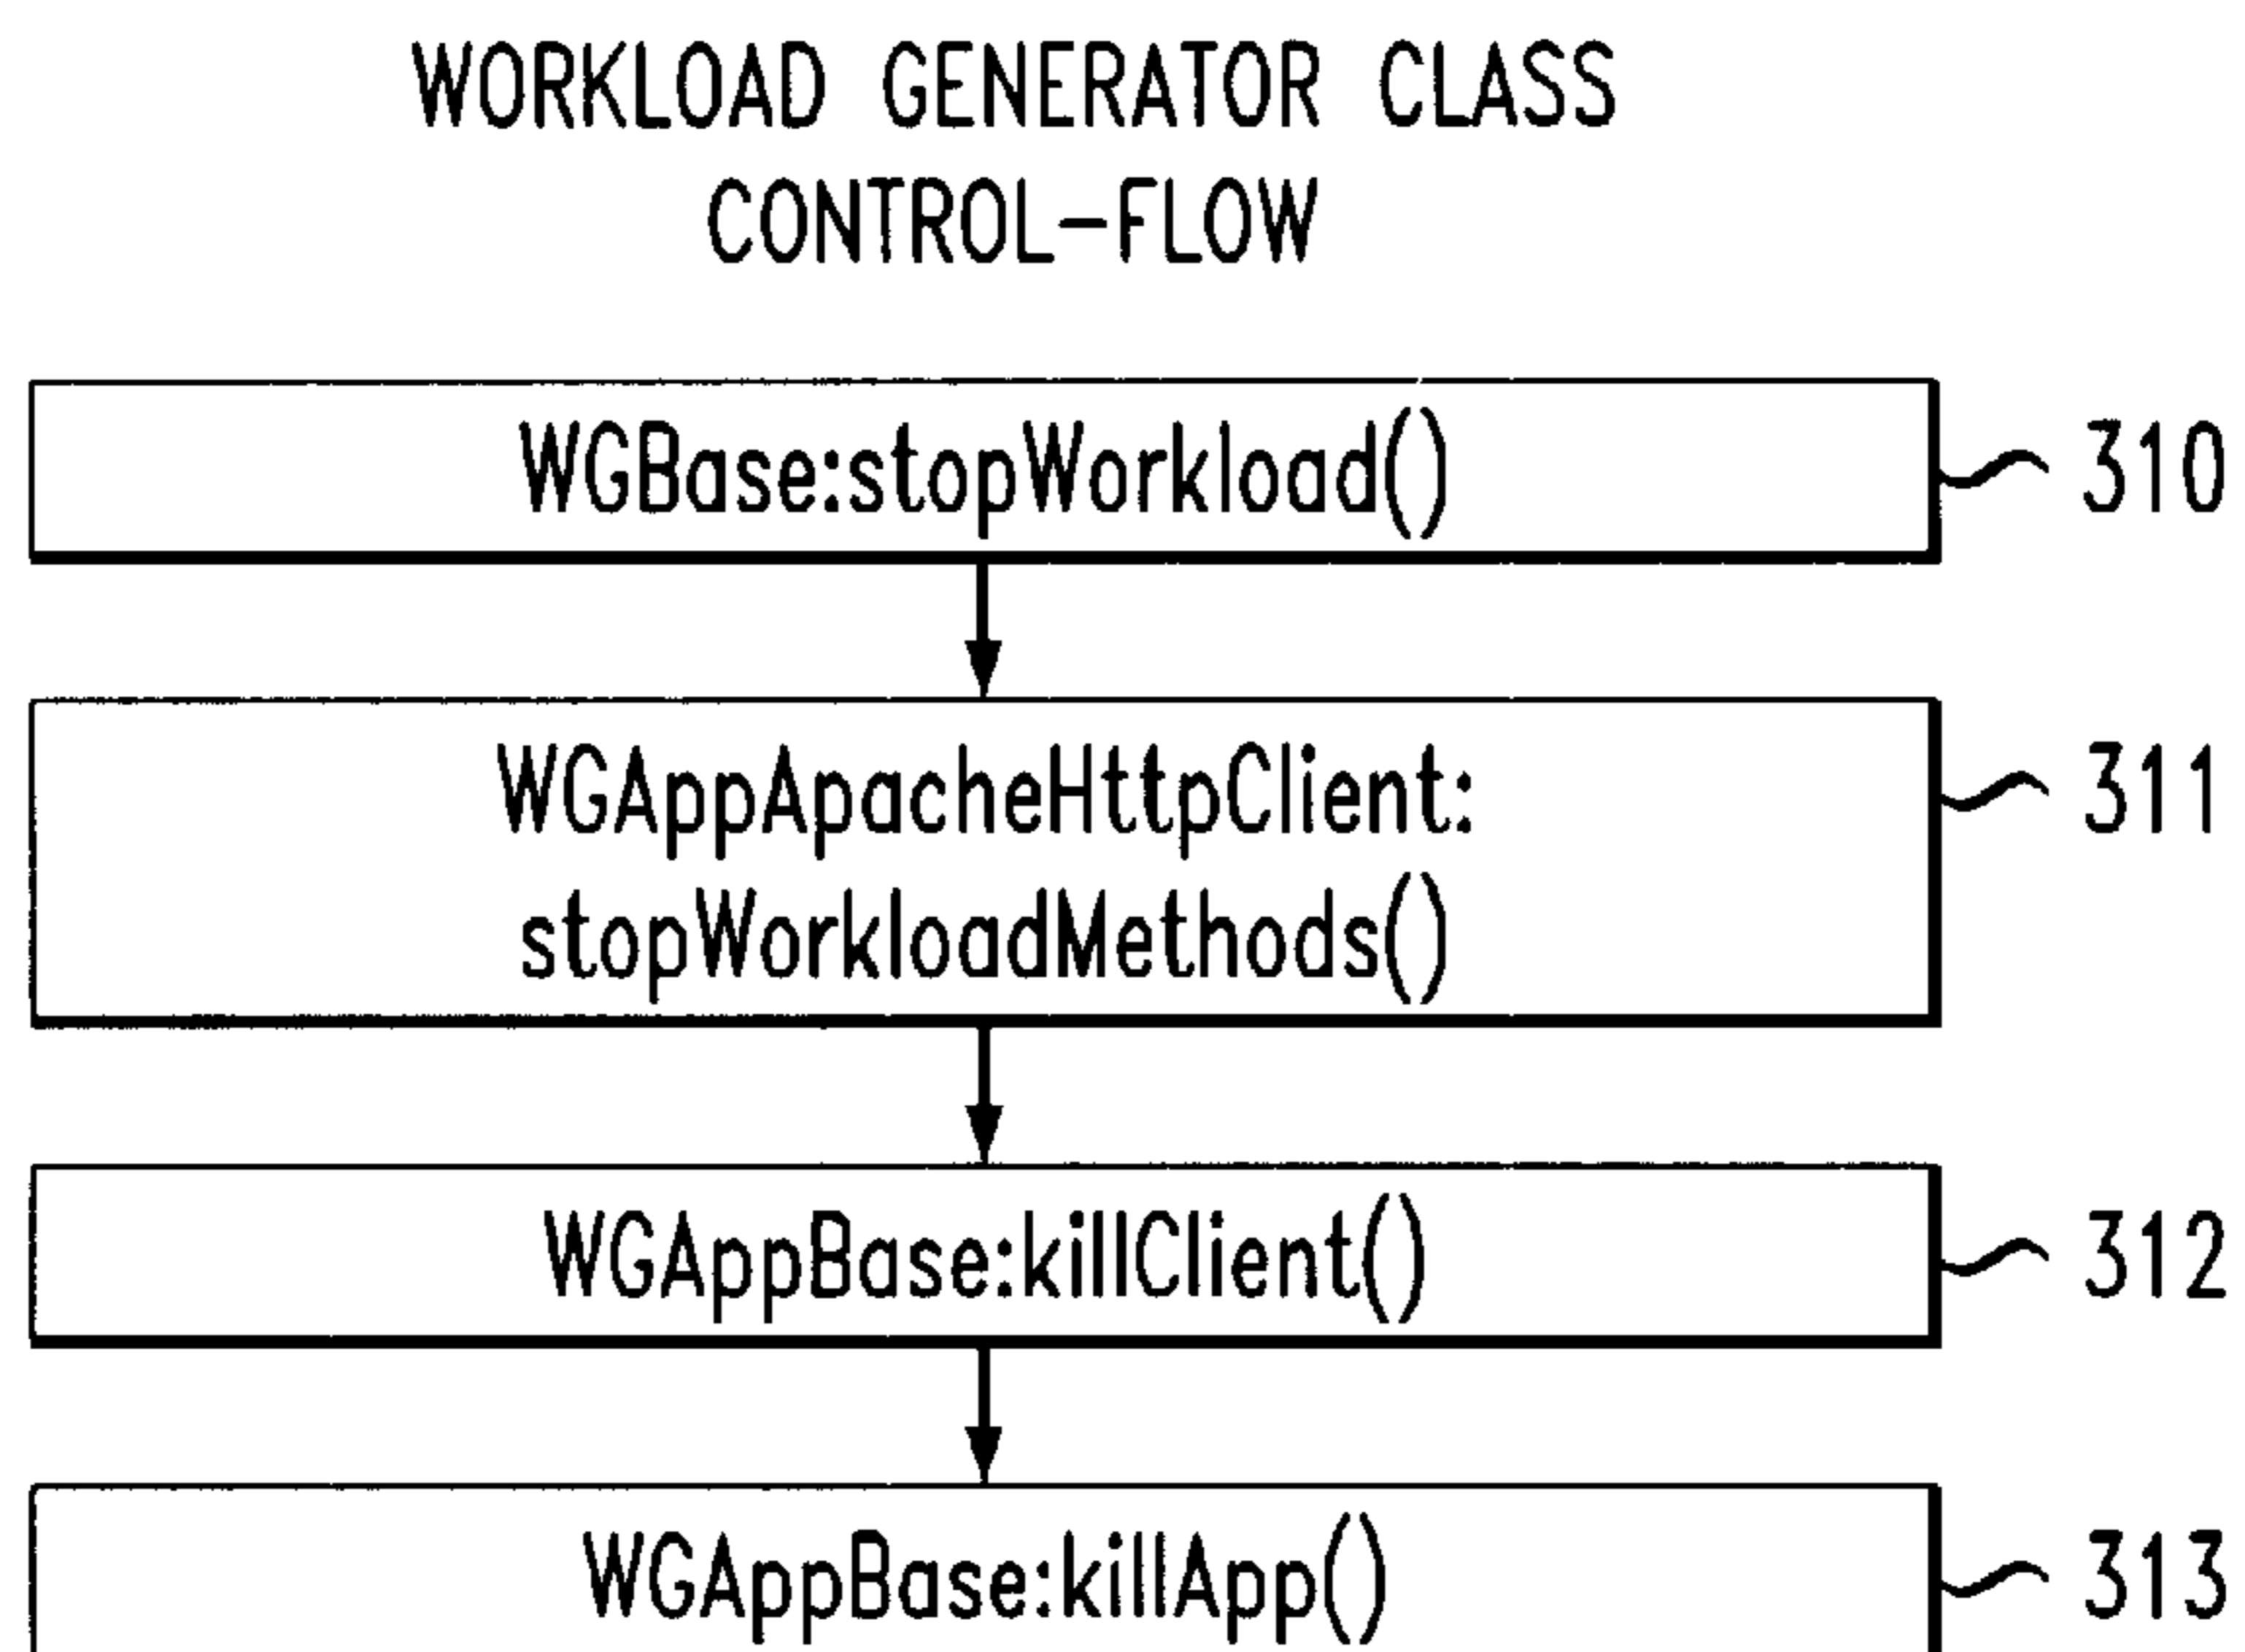 WORKLOAD GENERATOR CLASS
CONTROL-FLOW
WGBase:stopWorkload()
310
WGAppApacheHttpClient:
311
stopWorkloadMethods()
WGAppBase:killClient()
312
WGAppBase:killApp()
313